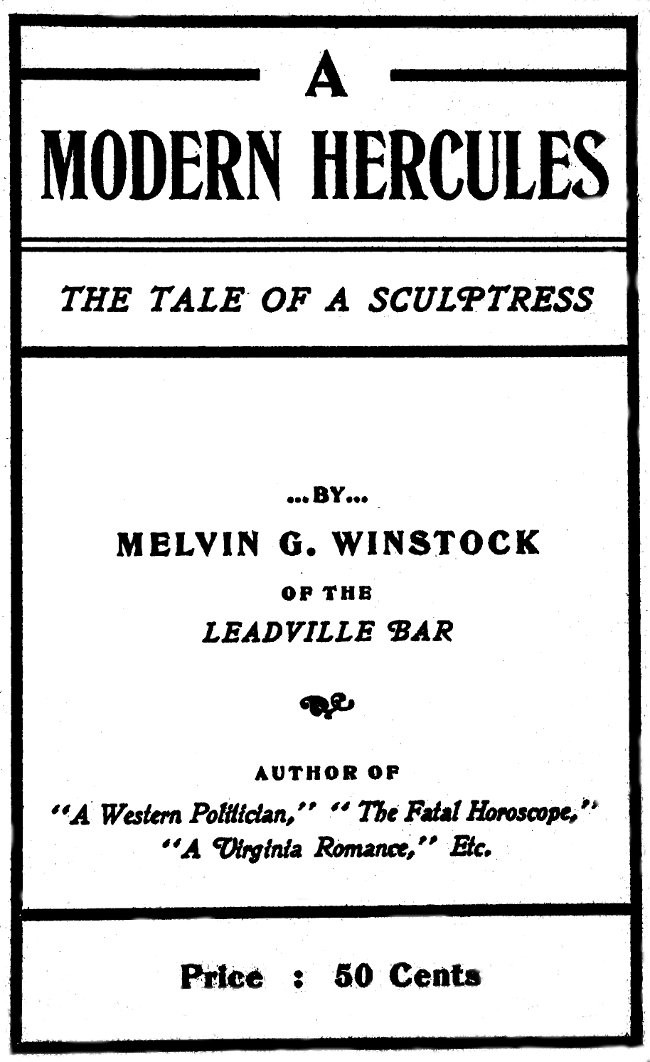 A
MODERN HERCULES
THE TALE OF A SCULPTRESS
...BY...
MELVIN G. WINSTOCK
OF THE
LEADVILLE BAR
AUTHOR OF
“A Western Politician,” “The Fatal Horoscope,”
“A Virginia Romance,” Etc.
Price : 50 Cents